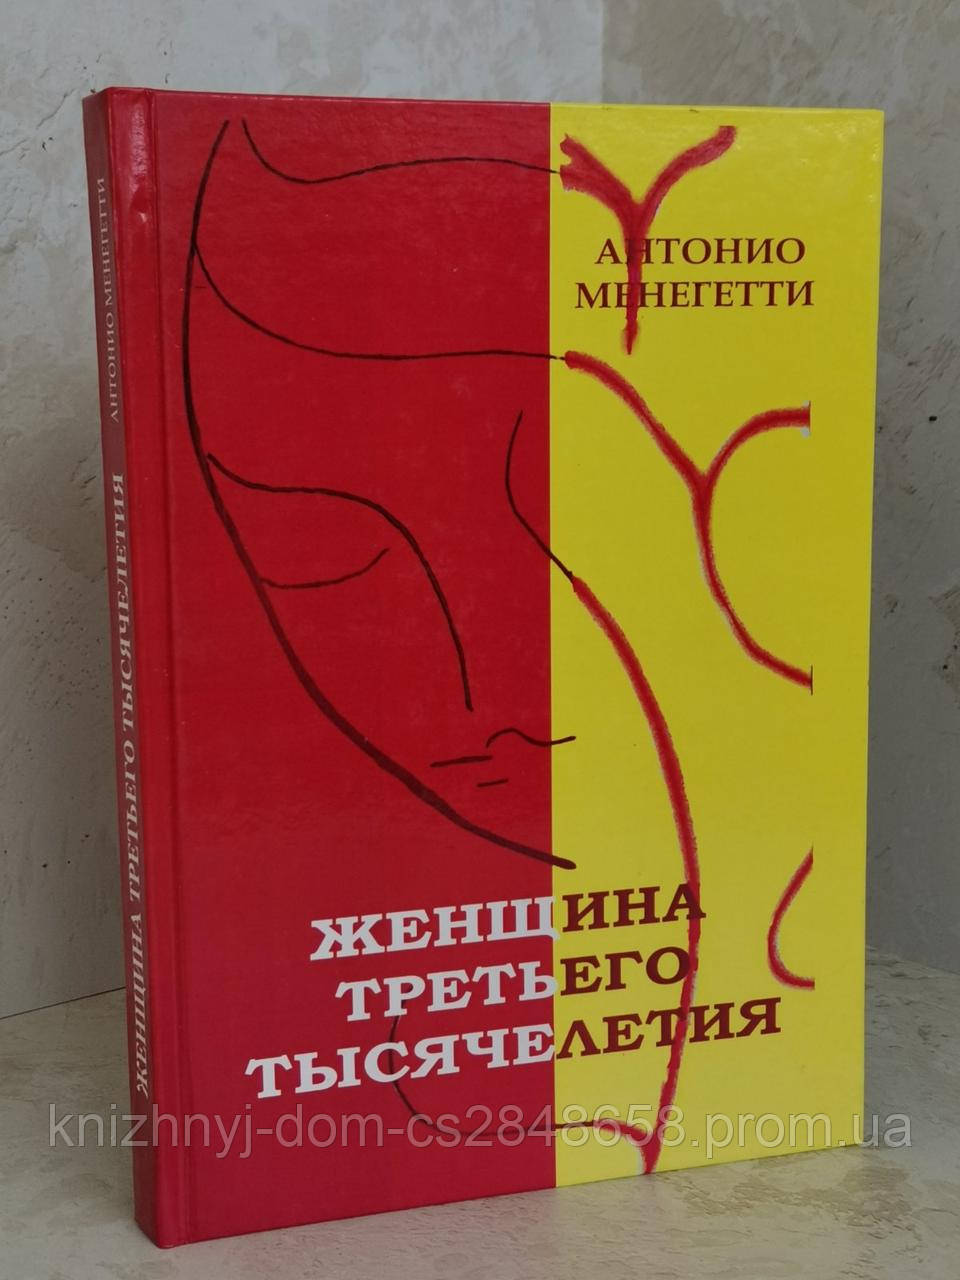 АНТОНИО
МЕНЕГЕТТИ
ЖЕНЩИНА
ТРЕТЬЕГО
ТЫСЯЧЕЛЕТИЯ
ЖЕНЩИНА ТРЕТЬЕГО ТЫСЯЧЕЛЕТИЯ АНТОНИО МЕНЕГЕТТИ
knizhnyj-dom-cs2848658.prom.ua